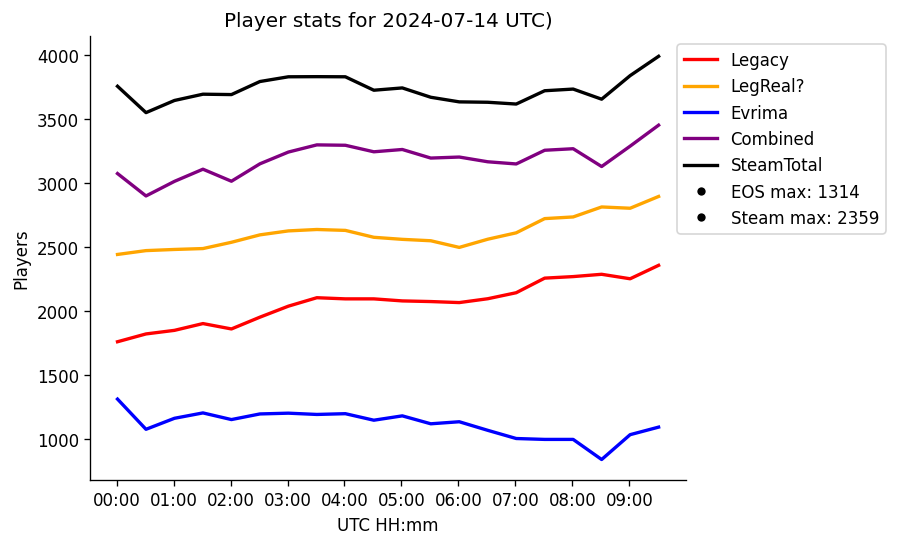 Player stats for 2024-07-14 UTC)
Legacy
LegReal?
Evrima
Combined
SteamTotal
EOS max: 1314
Steam max: 2359
Players
4000
3500
3000
2500
2000
1500
1000
00:00 01:00 02:00 03:00 04:00 05:00 06:00 07:00 08:00 09:00
UTC HH:mm